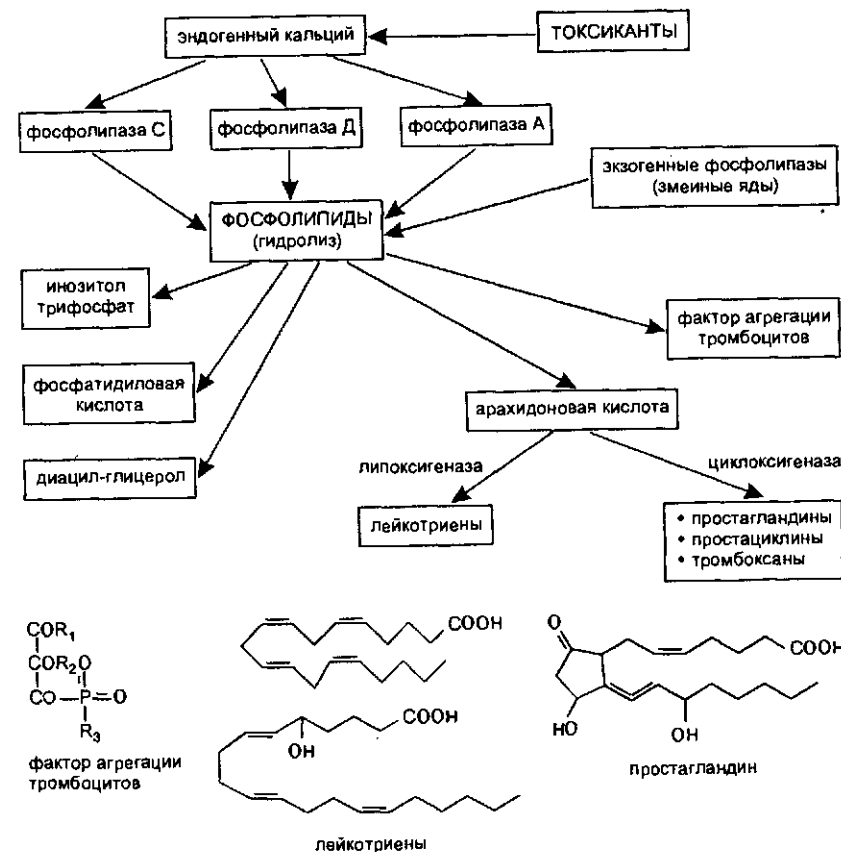 эндогенный кальций
ТОКСИКАНТЫ
фосфолипаза С
фосфолипаза Д
фосфолипаза А
экзогенные фосфолипазы
(змеиные яды)
ФОСФОЛИПИДЫ
(гидролиз)
инозитол
трифосфат
фактор агрегации
тромбоцитов
фосфатидиловая
кислота
арахидоновая кислота
липоксигеназа
циклоксигеназа
диацил-глицерол
лейкотриены
• простагландины
• простациклины
• тромбоксаны
COR₁
COR₂O
CO—P=O
R₃
фактор агрегации
тромбоцитов
COOH
COOH
OH
лейкотриены
O
COOH
HO
OH
простагландин